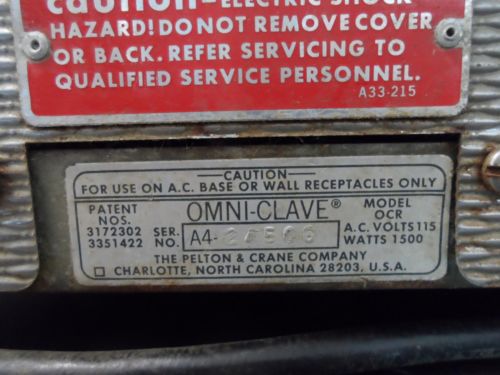 caution-ELECTRIC SHOCK
HAZARD! DO NOT REMOVE COVER
OR BACK. REFER SERVICING TO
QUALIFIED SERVICE PERSONNEL.
A33-215
CAUTION
FOR USE ON A.C. BASE OR WALL RECEPTACLES ONLY
PATENT NOS. 3172302 3351422
OMNI-CLAVE®
SER. NO. A4-
MODEL OCR
A.C. VOLTS 115
WATTS 1500
THE PELTON & CRANE COMPANY
CHARLOTTE, NORTH CAROLINA 28203, U.S.A.